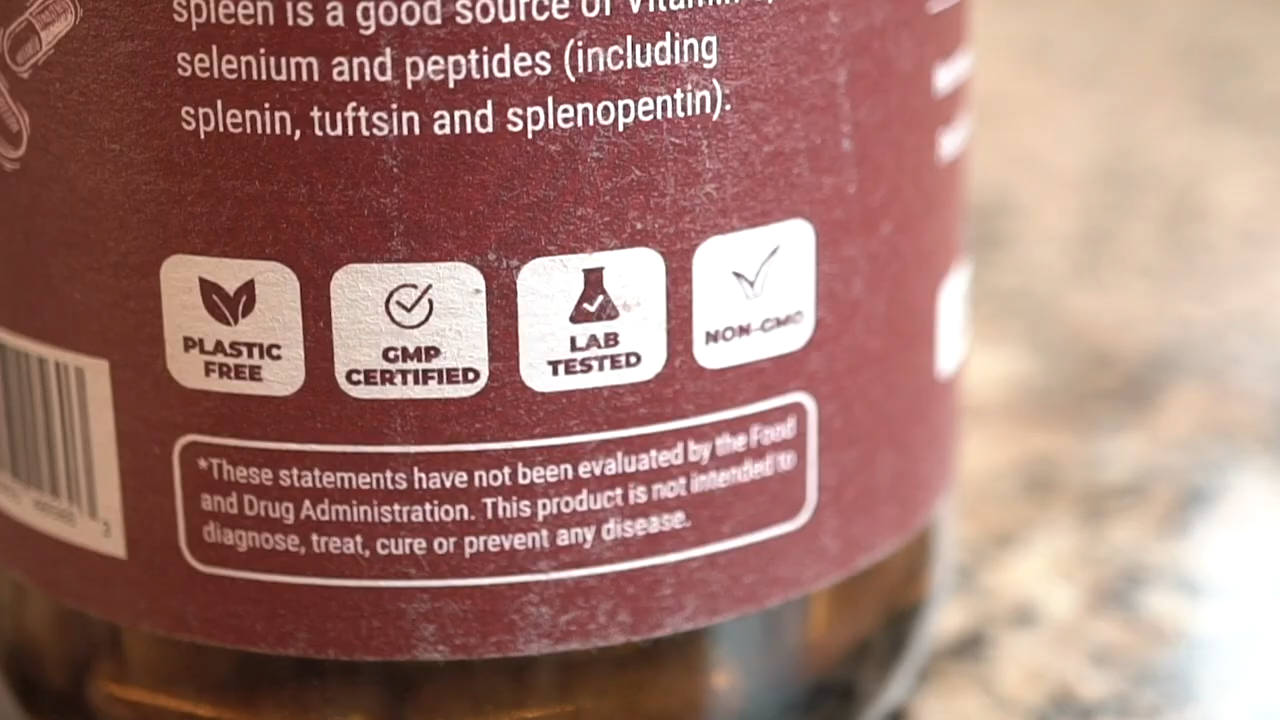 spleen is a good source of Vitamin
selenium and peptides (including
splenin, tuftsin and splenopentin).
PLASTIC
FREE
GMP
CERTIFIED
LAB
TESTED
NON-GMO
*These statements have not been evaluated by the Food
and Drug Administration. This product is not intended to
diagnose, treat, cure or prevent any disease.
3